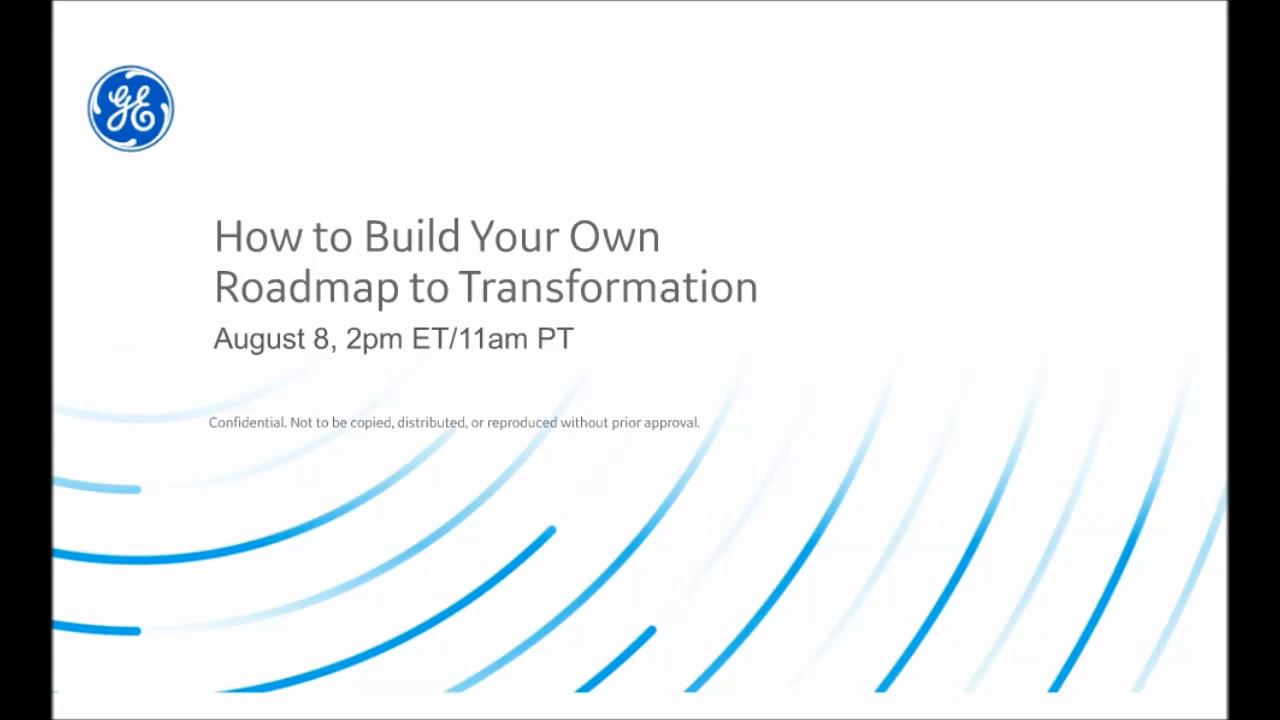 GE
How to Build Your Own
Roadmap to Transformation
August 8, 2pm ET/11am PT
Confidential. Not to be copied, distributed, or reproduced without prior approval.